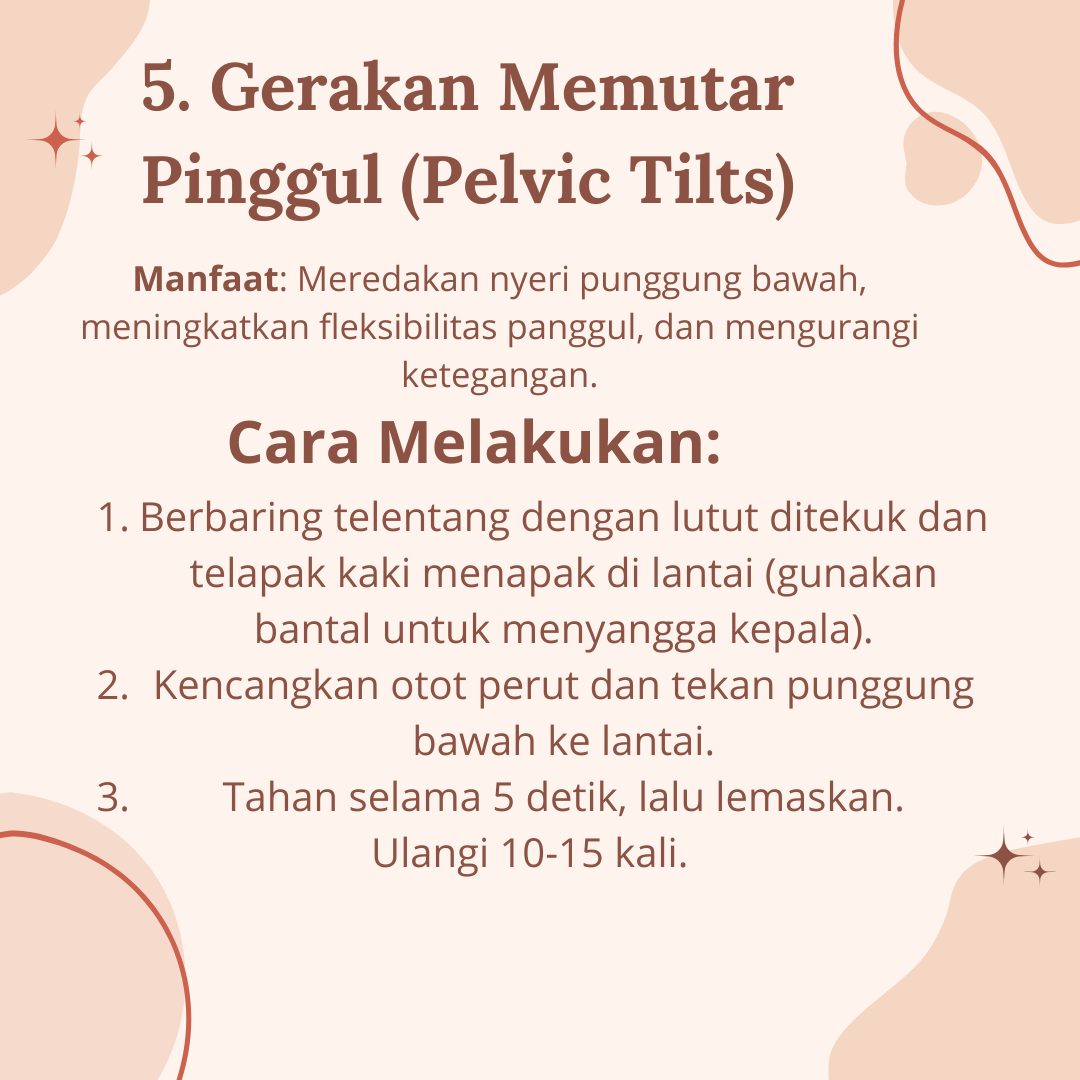 5. Gerakan Memutar
Pinggul (Pelvic Tilts)
Manfaat: Meredakan nyeri punggung bawah,
meningkatkan fleksibilitas panggul, dan mengurangi
ketegangan.
Cara Melakukan:
1. Berbaring telentang dengan lutut ditekuk dan
telapak kaki menapak di lantai (gunakan
bantal untuk menyangga kepala).
2. Kencangkan otot perut dan tekan punggung
bawah ke lantai.
3. Tahan selama 5 detik, lalu lemaskan.
Ulangi 10-15 kali.